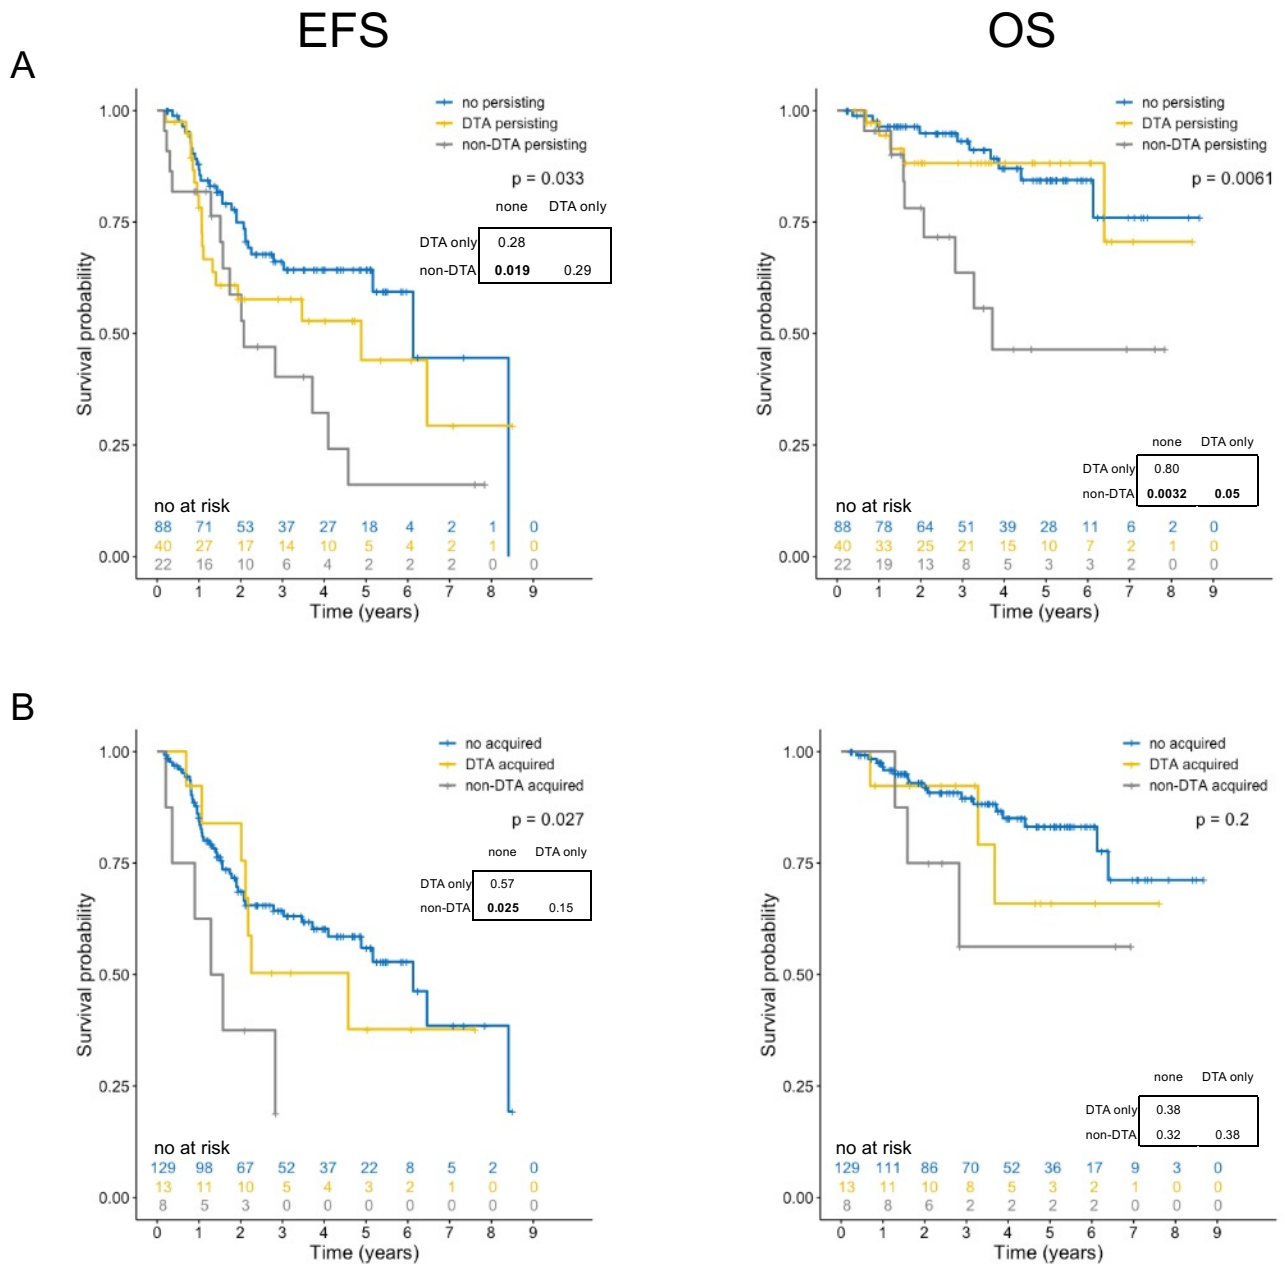 EFS
OS
A
1.00
0.75
0.50
0.25
0.00
Survival probability
no persisting
DTA persisting
non-DTA persisting
p = 0.033
none DTA only
DTA only 0.28
non-DTA 0.019 0.29
no at risk
88 71 53 37 27 18 4 2 1 0
40 27 17 14 10 5 4 2 1 0
22 16 10 6 4 2 2 2 0 0
0 1 2 3 4 5 6 7 8 9
Time (years)
1.00
0.75
0.50
0.25
0.00
Survival probability
no persisting
DTA persisting
non-DTA persisting
p = 0.0061
none DTA only
DTA only 0.80
non-DTA 0.0032 0.05
no at risk
88 78 64 51 39 28 11 6 2 0
40 33 25 21 15 10 7 2 1 0
22 19 13 8 5 3 3 2 0 0
0 1 2 3 4 5 6 7 8 9
Time (years)
B
1.00
0.75
0.50
0.25
0.00
Survival probability
no acquired
DTA acquired
non-DTA acquired
p = 0.027
none DTA only
DTA only 0.57
non-DTA 0.025 0.15
no at risk
129 98 67 52 37 22 8 5 2 0
13 11 10 5 4 3 2 1 0 0
8 5 3 0 0 0 0 0 0 0
0 1 2 3 4 5 6 7 8 9
Time (years)
1.00
0.75
0.50
0.25
0.00
Survival probability
no acquired
DTA acquired
non-DTA acquired
p = 0.2
none DTA only
DTA only 0.38
non-DTA 0.32 0.38
no at risk
129 111 86 70 52 36 17 9 3 0
13 11 10 8 5 3 2 1 0 0
8 8 6 2 2 2 2 0 0 0
0 1 2 3 4 5 6 7 8 9
Time (years)